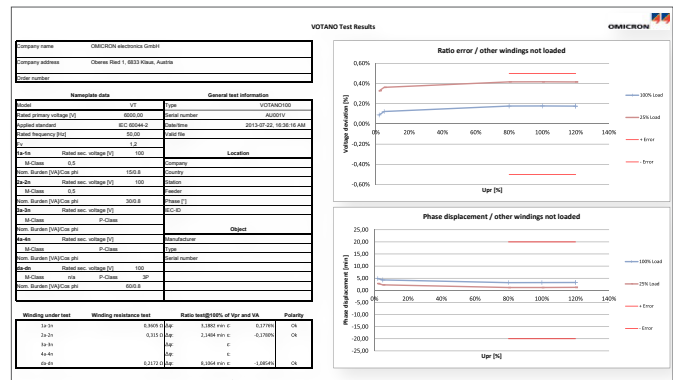 VOTANO Test Results
OMICRON
Company name OMICRON electronics GmbH
Company address Oberes Ried 1, 6833 Klaus, Austria
Order number
Nameplate data General test information
Model VT Type VOTANO100
Rated primary voltage [V] 6000,00 Serial number AU001V
Applied standard IEC 60044-2 Date/time 2013-07-22, 16:38:16 AM
Rated frequency [Hz] 50,00 Valid file
Fv 1,2
1a-1n Rated sec. voltage [V] 100 Location
M-Class 0,5 Company
Nom. Burden [VA]/Cos phi 15/0.8 Country
2a-2n Rated sec. voltage [V] 100 Station
M-Class 0,5 Feeder
Nom. Burden [VA]/Cos phi 30/0.8 Phase [°]
3a-3n Rated sec. voltage [V] IEC-ID
M-Class P-Class
Nom. Burden [VA]/Cos phi Object
4a-4n Rated sec. voltage [V] Manufacturer
M-Class P-Class Type
Nom. Burden [VA]/Cos phi Serial number
da-dn Rated sec. voltage [V] 100
M-Class n/a P-Class 3P
Nom. Burden [VA]/Cos phi 60/0.8
Winding under test Winding resistance test Ratio test@100% of Vpr and VA Polarity
1a-1n 0,3605 Ω Δφ: 3,1882 min ε: 0,1776% Ok
2a-2n 0,315 Ω Δφ: 2,1484 min ε: -0,1780% Ok
3a-3n Δφ: ε:
4a-4n Δφ: ε:
da-dn 0,2172 Ω Δφ: 8,1064 min ε: -1,0854% Ok
Ratio error / other windings not loaded
Voltage deviation [%]
0,60%
0,40%
0,20%
0,00%
-0,20%
-0,40%
-0,60%
0% 20% 40% 60% 80% 100% 120% 140%
Upr [%]
100% Load
25% Load
+ Error
- Error
Phase displacement / other windings not loaded
Phase displacement [min]
25,00
20,00
15,00
10,00
5,00
0,00
-5,00
-10,00
-15,00
-20,00
-25,00
0% 20% 40% 60% 80% 100% 120% 140%
Upr [%]
100% Load
25% Load
+ Error
- Error